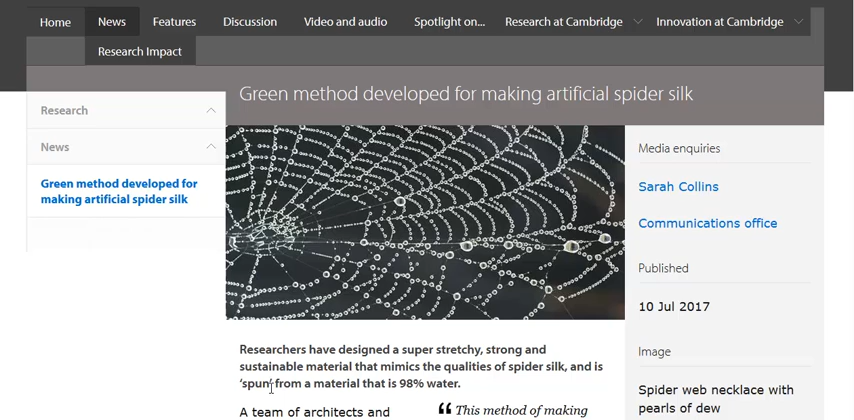 Home News Features Discussion Video and audio Spotlight on... Research at Cambridge Innovation at Cambridge
Research Impact
Green method developed for making artificial spider silk
Research
News
Green method developed for
making artificial spider silk
Media enquiries
Sarah Collins
Communications office
Published
10 Jul 2017
Image
Spider web necklace with
pearls of dew
Researchers have designed a super stretchy, strong and
sustainable material that mimics the qualities of spider silk, and is
‘spun’ from a material that is 98% water.
A team of architects and
“ This method of making